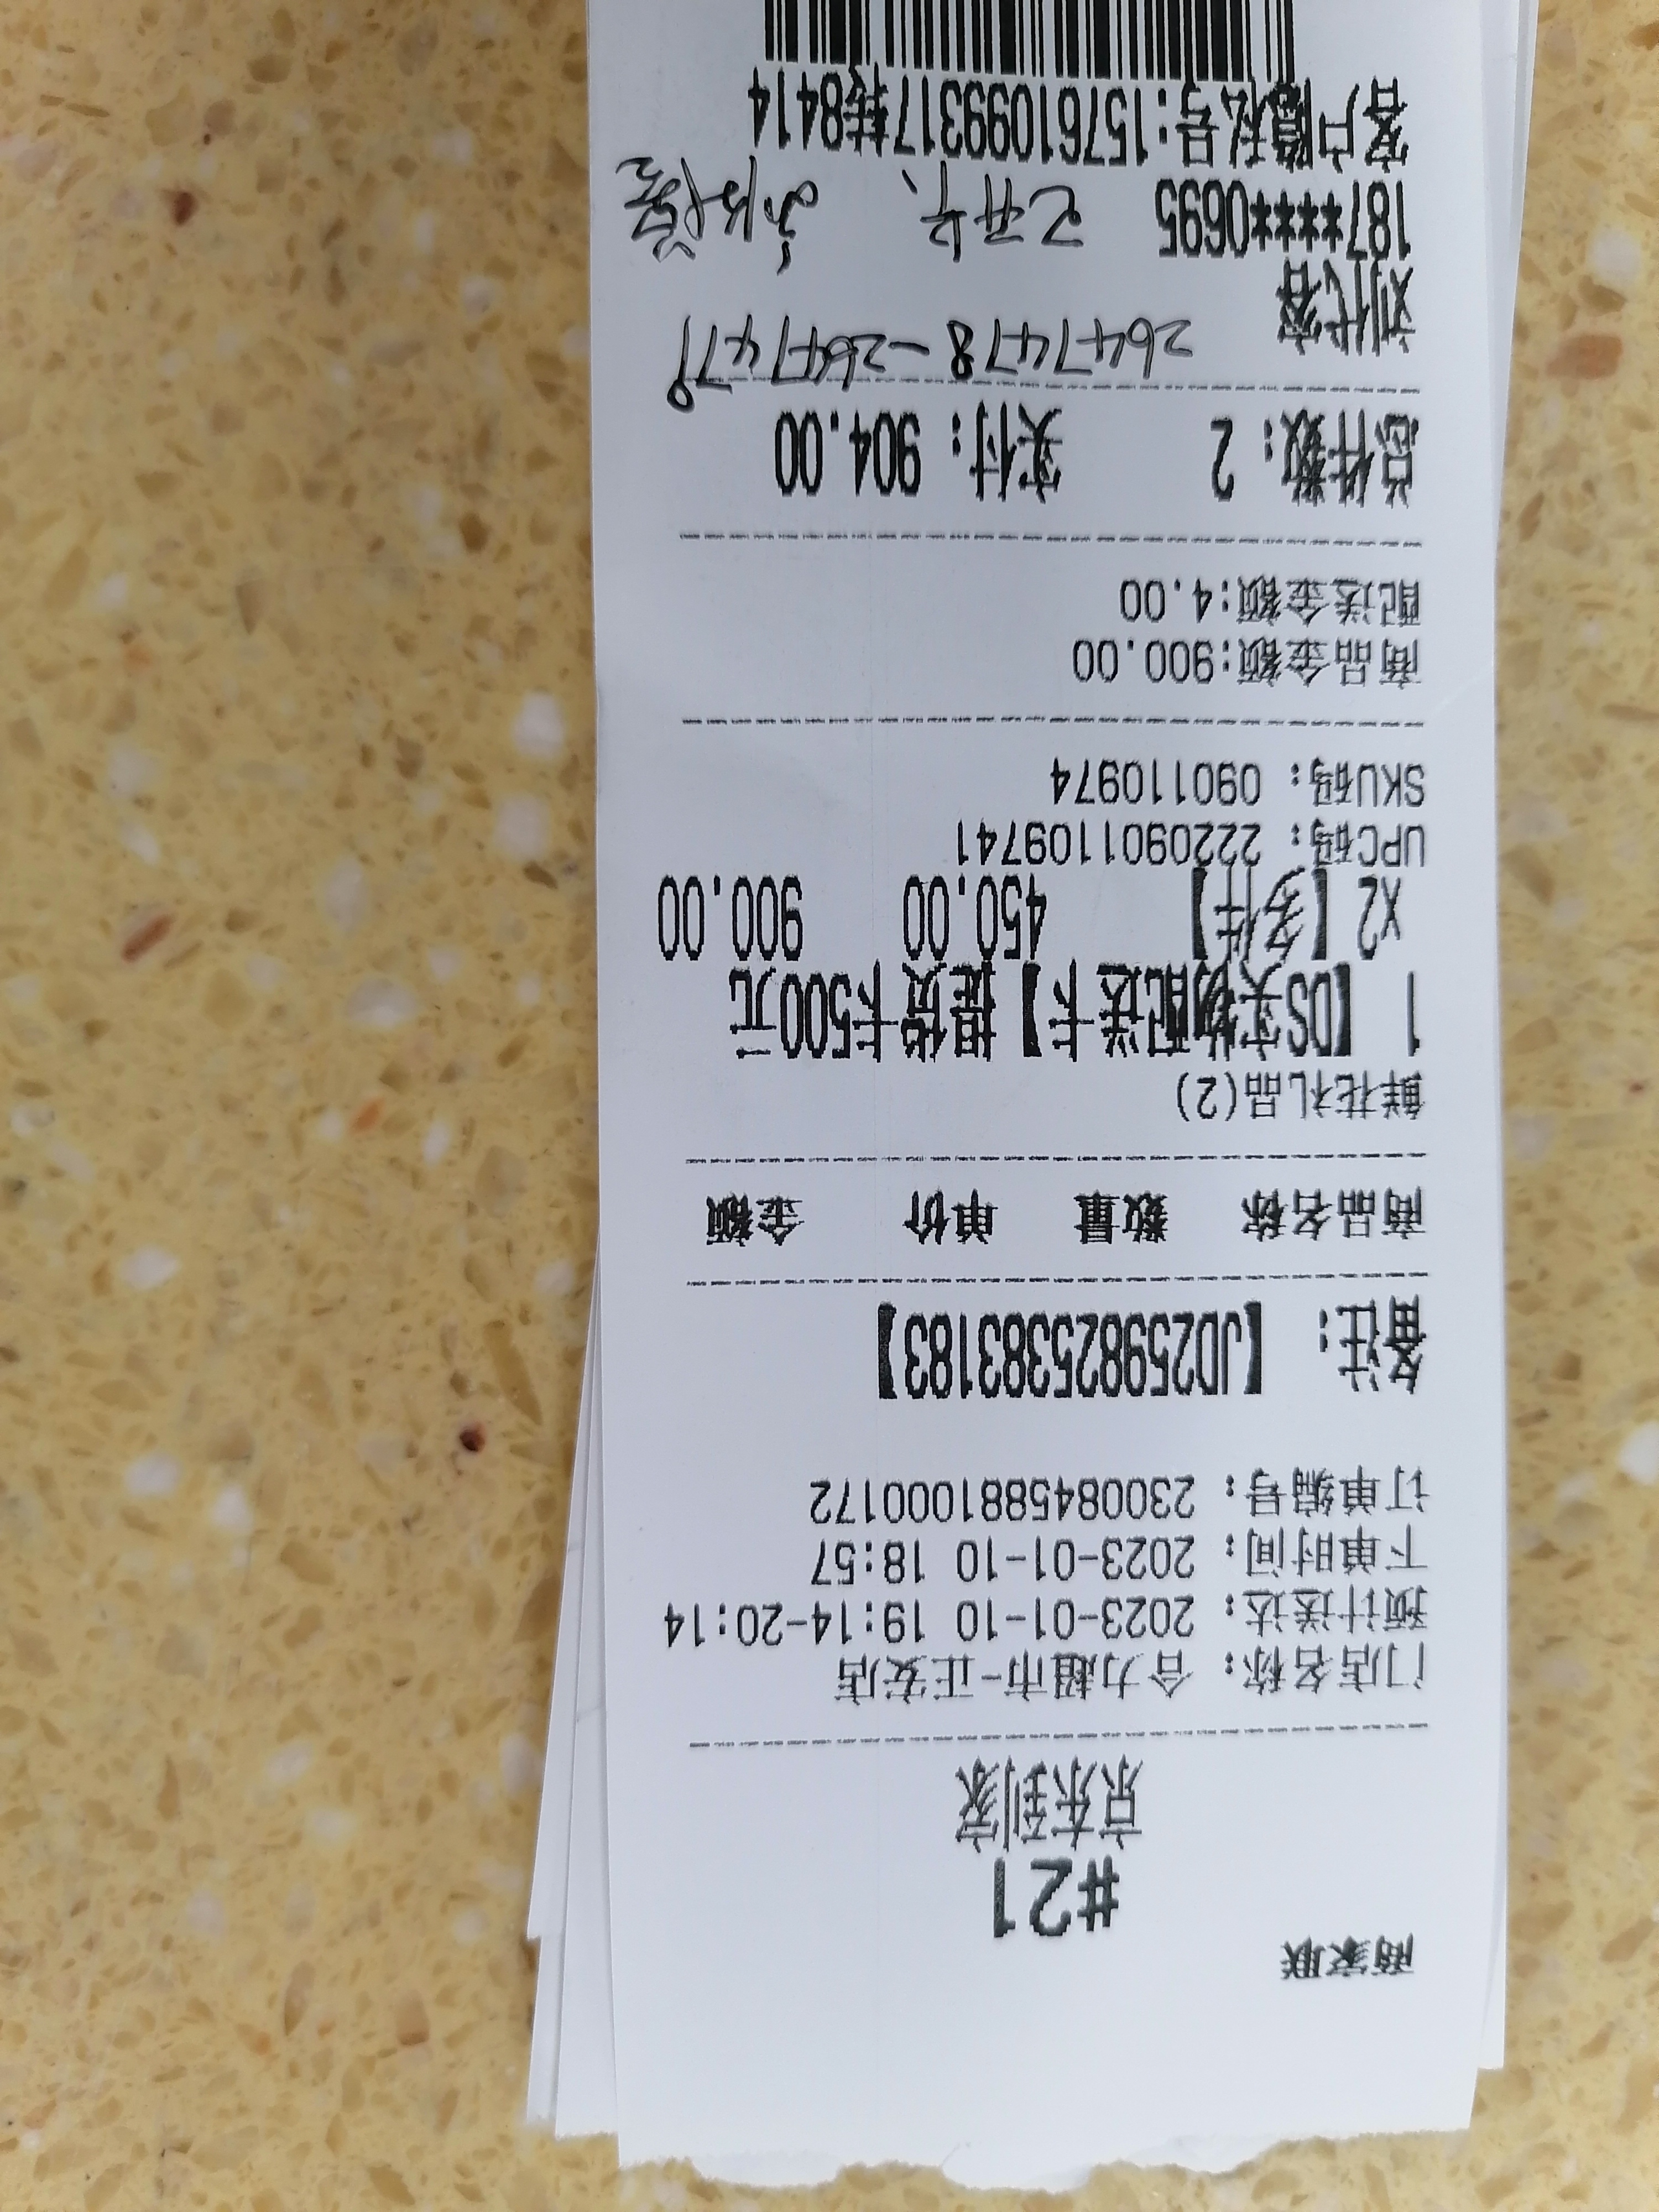 商家联
#21
京东到家
门店名称: 合力超市-正安店
预计送达: 2023-01-10 19:14-20:14
下单时间: 2023-01-10 18:57
订单编号: 2300845881000172
备注: 【JD259825383183】
商品名称 数量 单价 金额
鲜花礼品(2)
1 【DS实物配送卡】提货卡500元
x2【多件】 450.00 900.00
UPC码: 2220901109741
SKU码: 090110974
商品金额:900.00
配送金额:4.00
总件数: 2 实付: 904.00
2647478-2647479
刘代容
187****0695 已开卡、
客户隐私号:15761099317转8414